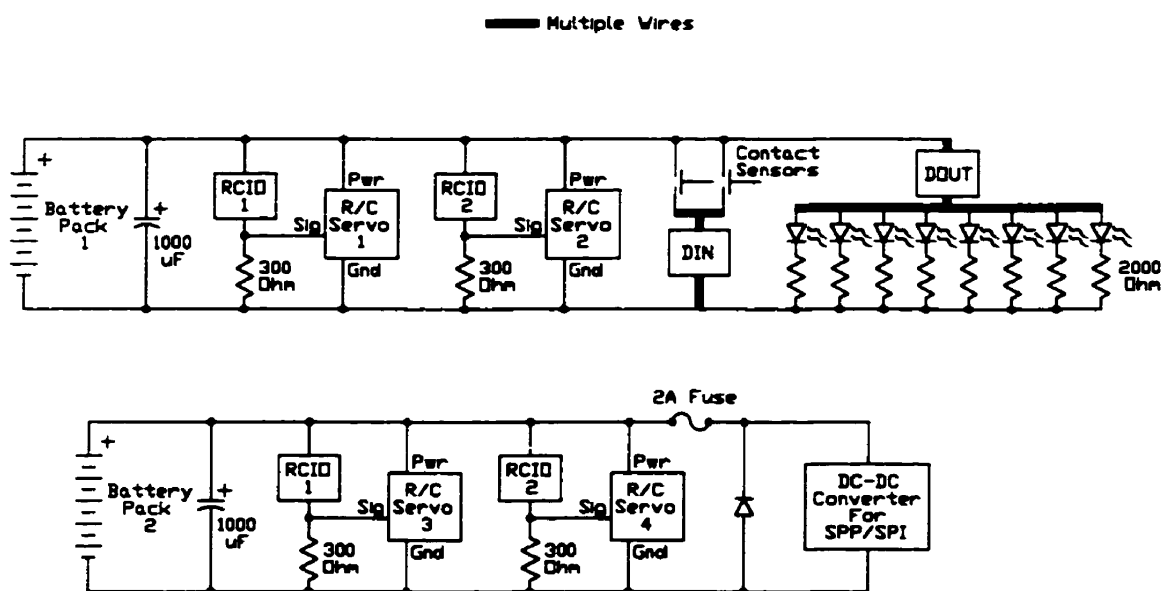 Multiple Wires
+
Battery
Pack
1
+
1000
uF
RCIO
1
300
Ohm
Sig
Pwr
R/C
Servo
1
Gnd
RCIO
2
300
Ohm
Sig
Pwr
R/C
Servo
2
Gnd
Contact
Sensors
DIN
DOUT
2000
Ohm
2A Fuse
+
Battery
Pack
2
+
1000
uF
RCIO
1
300
Ohm
Sig
Pwr
R/C
Servo
3
Gnd
RCIO
2
300
Ohm
Sig
Pwr
R/C
Servo
4
Gnd
DC-DC
Converter
For
SPP/SPI